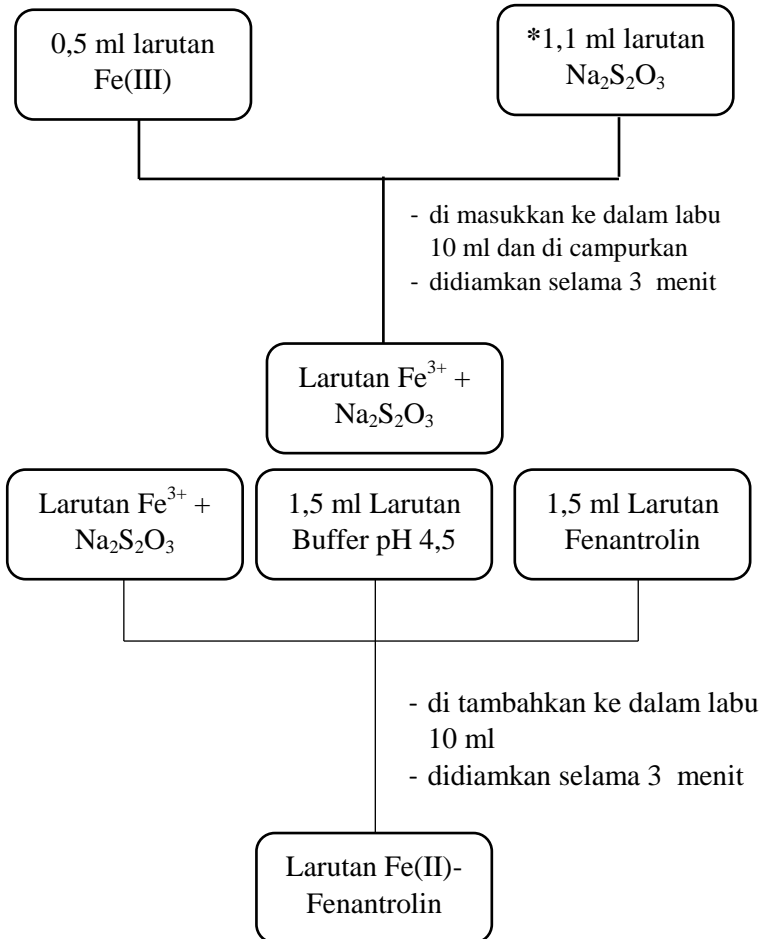 0,5 ml larutan
Fe(III)
*1,1 ml larutan
Na₂S₂O₃
- di masukkan ke dalam labu
10 ml dan di campurkan
- didiamkan selama 3 menit
Larutan Fe³⁺ +
Na₂S₂O₃
Larutan Fe³⁺ +
Na₂S₂O₃
1,5 ml Larutan
Buffer pH 4,5
1,5 ml Larutan
Fenantrolin
- di tambahkan ke dalam labu
10 ml
- didiamkan selama 3 menit
Larutan Fe(II)-
Fenantrolin